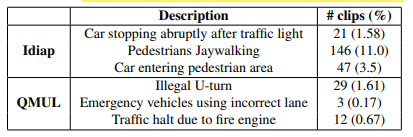 Description # clips (%)
Idiap
Car stopping abruptly after traffic light 21 (1.58)
Pedestrians Jaywalking 146 (11.0)
Car entering pedestrian area 47 (3.5)
QMUL
Illegal U-turn 29 (1.61)
Emergency vehicles using incorrect lane 3 (0.17)
Traffic halt due to fire engine 12 (0.67)